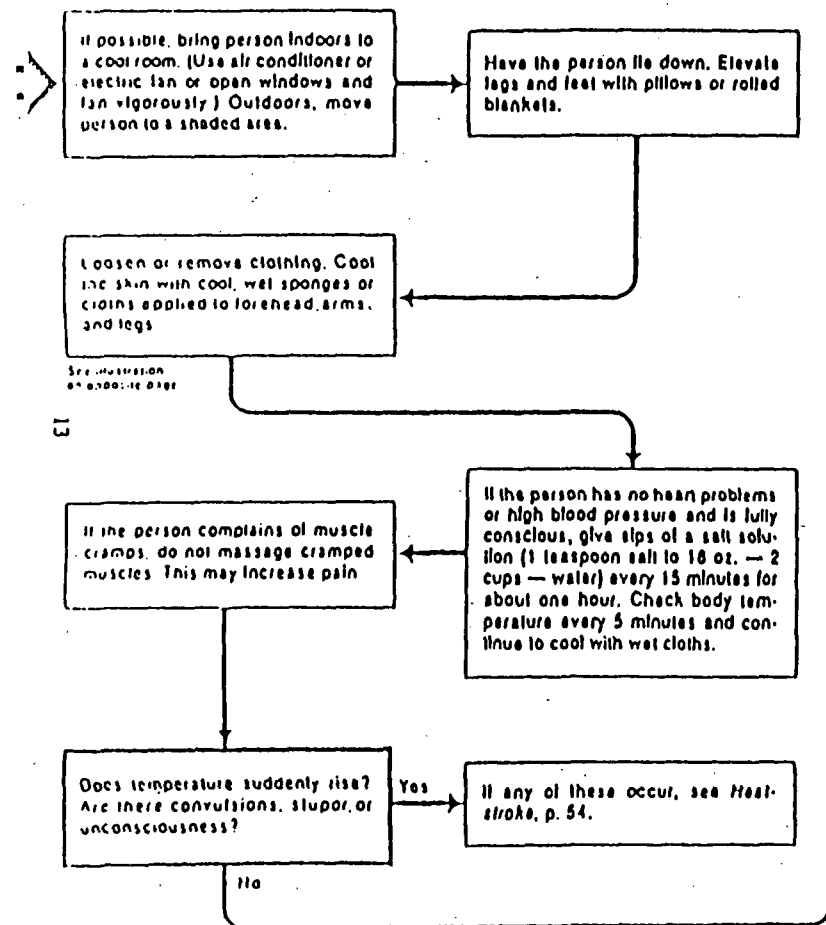 If possible, bring person indoors to
a cool room. (Use air conditioner or
electric fan or open windows and
fan vigorously.) Outdoors, move
person to a shaded area.
Have the person lie down. Elevate
legs and feet with pillows or rolled
blankets.
Loosen or remove clothing. Cool
the skin with cool, wet sponges or
cloths applied to forehead, arms,
and legs
See illustration
on opposite page
13
If the person has no heart problems
or high blood pressure and is fully
conscious, give sips of a salt solu-
tion (1 teaspoon salt to 16 oz. — 2
cups — water) every 15 minutes for
about one hour. Check body tem-
perature every 5 minutes and con-
tinue to cool with wet cloths.
If the person complains of muscle
cramps, do not massage cramped
muscles. This may increase pain
Does temperature suddenly rise?
Are there convulsions, stupor, or
unconsciousness?
Yes
If any of these occur, see Heat-
stroke, p. 54.
No